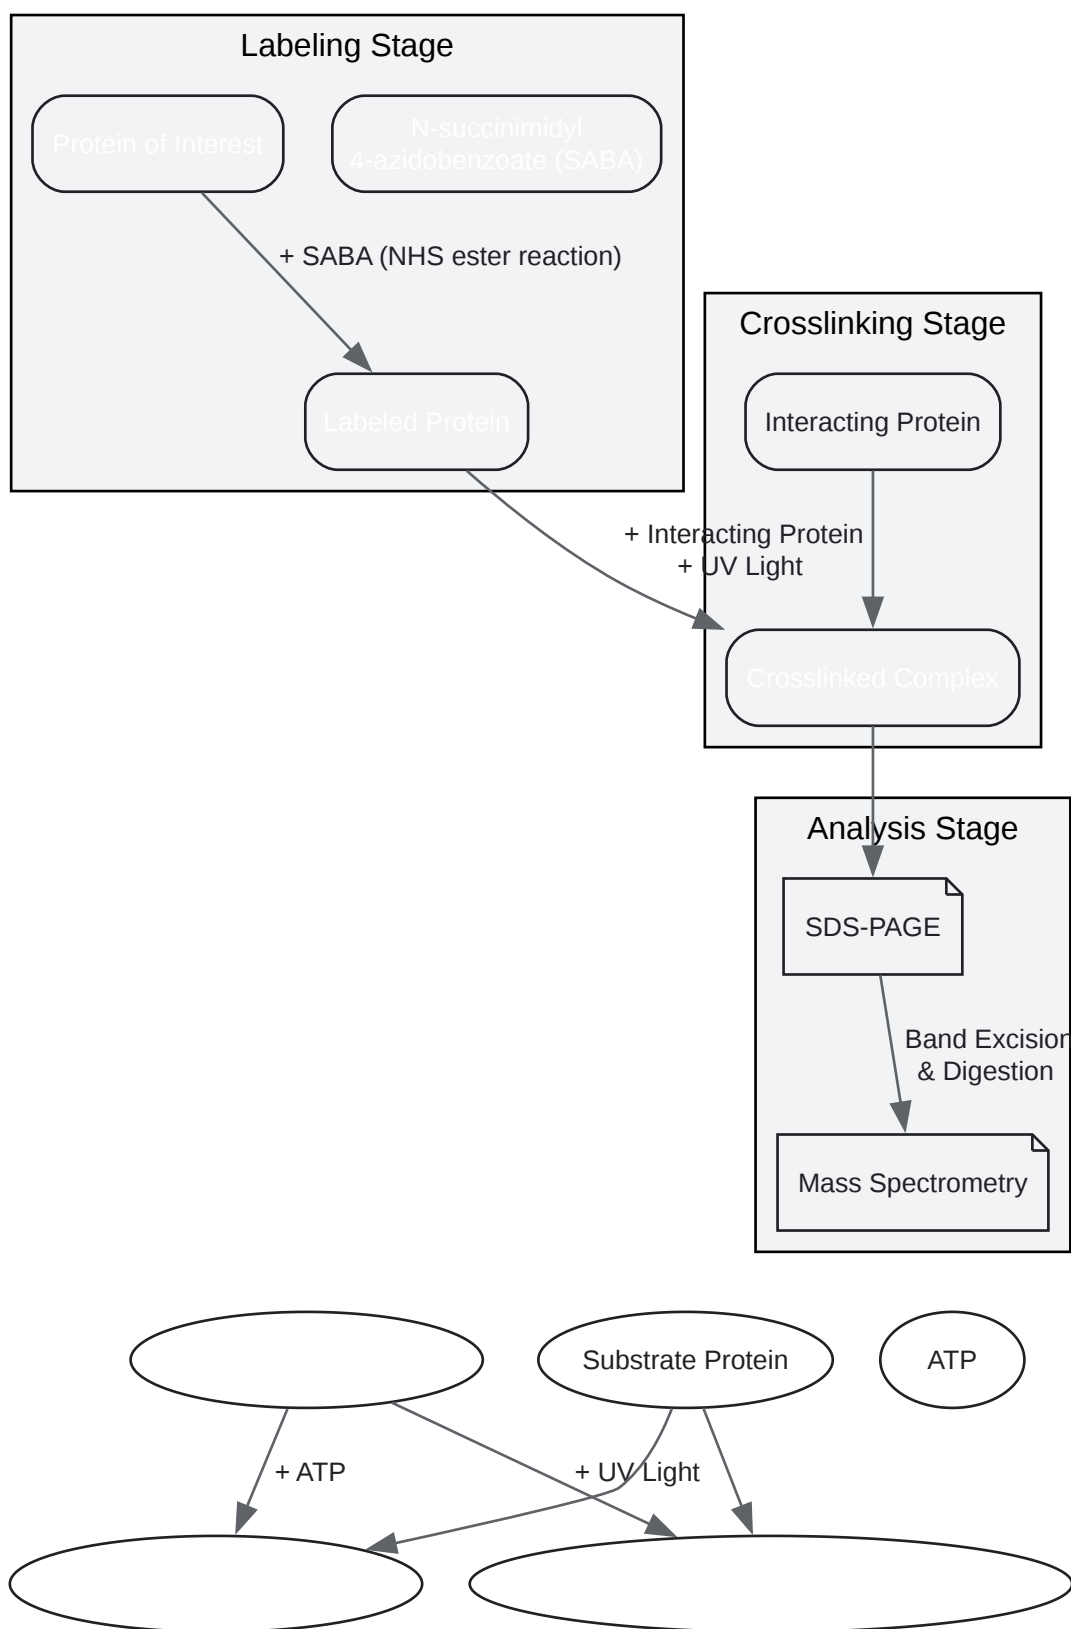 Labeling Stage
Protein of Interest
N-succinimidyl
4-azidobenzoate (SABA)
+ SABA (NHS ester reaction)
Labeled Protein
Crosslinking Stage
Interacting Protein
+ Interacting Protein
+ UV Light
Crosslinked Complex
Analysis Stage
SDS-PAGE
Band Excision
& Digestion
Mass Spectrometry
Substrate Protein
ATP
+ ATP
+ UV Light